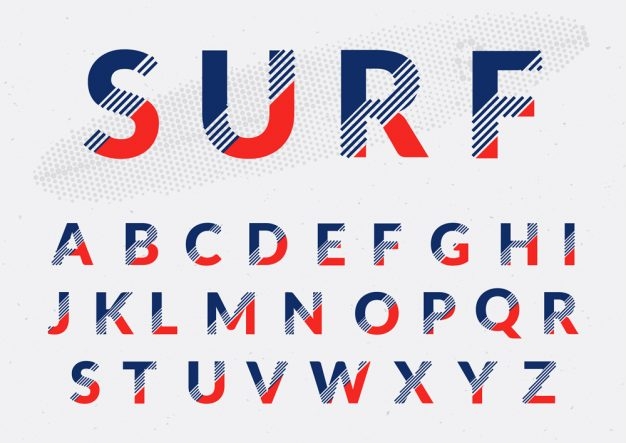 SURF
ABCDEFGHI
JKLMNOPQR
STUVWXYZ